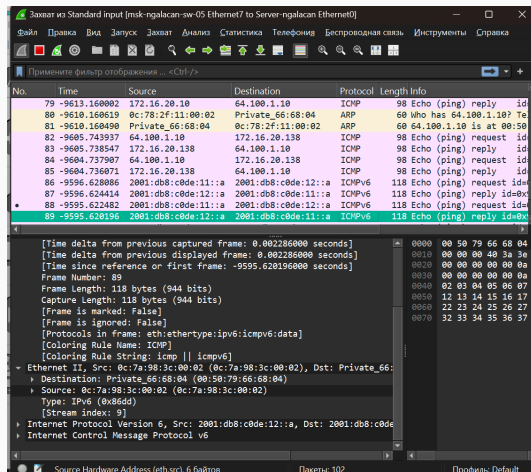 Захват из Standard input [msk-ngalacan-sw-05 Ethernet7 to Server-ngalacan Ethernet0]
Файл Правка Вид Запуск Захват Анализ Статистика Телефония Беспроводная связь Инструменты Справка
Примените фильтр отображения ... <Ctrl-/>
No. Time Source Destination Protocol Length Info
79 -9613.160002 172.16.20.10 64.100.1.10 ICMP 98 Echo (ping) reply id=
80 -9610.160619 0c:78:2f:11:00:02 Private_66:68:04 ARP 60 Who has 64.100.1.10? Te
81 -9610.160490 Private_66:68:04 0c:78:2f:11:00:02 ARP 60 64.100.1.10 is at 00:50
82 -9605.743937 64.100.1.10 172.16.20.138 ICMP 98 Echo (ping) request id=
83 -9605.738547 172.16.20.138 64.100.1.10 ICMP 98 Echo (ping) reply id=
84 -9604.737907 64.100.1.10 172.16.20.138 ICMP 98 Echo (ping) request id=
85 -9604.736071 172.16.20.138 64.100.1.10 ICMP 98 Echo (ping) reply id=
86 -9596.628086 2001:db8:c0de:11::a 2001:db8:c0de:12::a ICMPv6 118 Echo (ping) request id=
87 -9596.624414 2001:db8:c0de:12::a 2001:db8:c0de:11::a ICMPv6 118 Echo (ping) reply id=0x
88 -9595.622482 2001:db8:c0de:11::a 2001:db8:c0de:12::a ICMPv6 118 Echo (ping) request id=
89 -9595.620196 2001:db8:c0de:12::a 2001:db8:c0de:11::a ICMPv6 118 Echo (ping) reply id=0x
[Time delta from previous captured frame: 0.002286000 seconds]
[Time delta from previous displayed frame: 0.002286000 seconds]
[Time since reference or first frame: -9595.620196000 seconds]
Frame Number: 89
Frame Length: 118 bytes (944 bits)
Capture Length: 118 bytes (944 bits)
[Frame is marked: False]
[Frame is ignored: False]
[Protocols in frame: eth:ethertype:ipv6:icmpv6:data]
[Coloring Rule Name: ICMP]
[Coloring Rule String: icmp || icmpv6]
Ethernet II, Src: 0c:7a:98:3c:00:02 (0c:7a:98:3c:00:02), Dst: Private_66:
Destination: Private_66:68:04 (00:50:79:66:68:04)
Source: 0c:7a:98:3c:00:02 (0c:7a:98:3c:00:02)
Type: IPv6 (0x86dd)
[Stream index: 9]
Internet Protocol Version 6, Src: 2001:db8:c0de:12::a, Dst: 2001:db8:c0de
Internet Control Message Protocol v6
0000 00 50 79 66 68 04
0010 00 00 00 40 3a 3e
0020 00 00 00 00 00 0a
0030 00 00 00 00 00 0a
0040 02 03 04 05 06 07
0050 12 13 14 15 16 17
0060 22 23 24 25 26 27
0070 32 33 34 35 36 37
Source Hardware Address (eth.src), 6 байтов Пакеты: 102 Профиль: Default